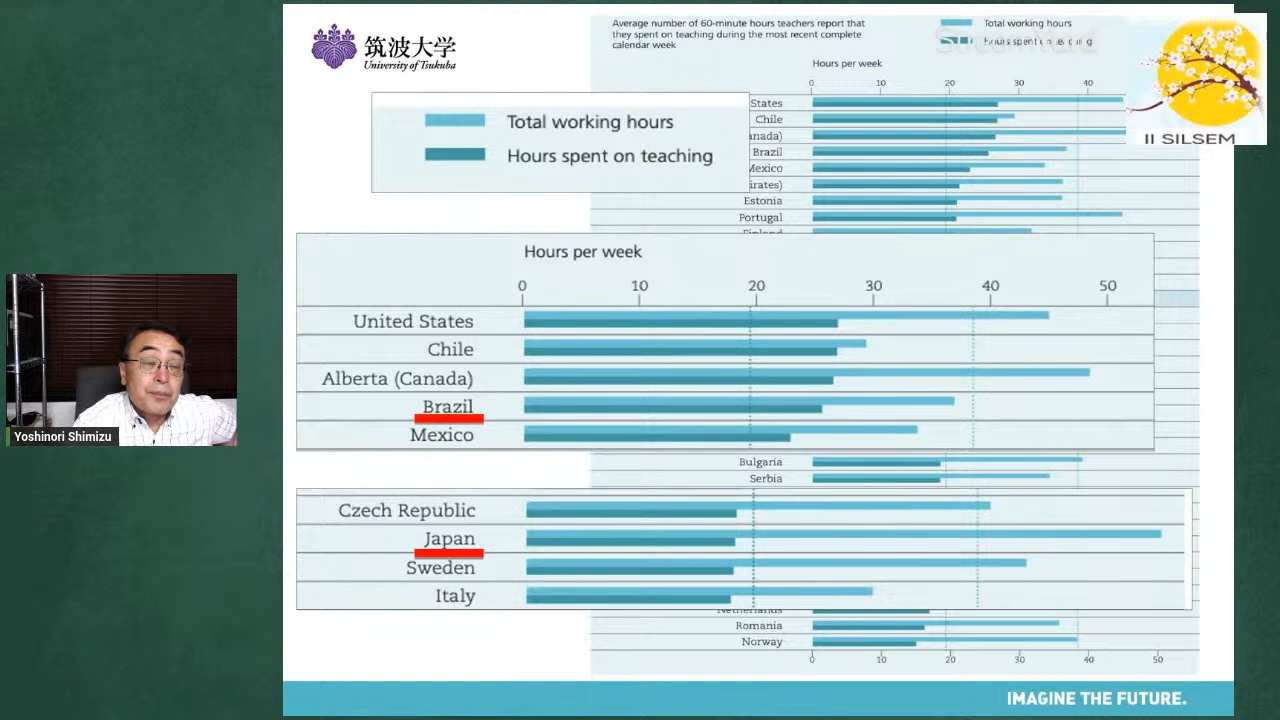 筑波大学
University of Tsukuba
Average number of 60-minute hours teachers report that
they spent on teaching during the most recent complete
calendar week
Total working hours
Hours per week
0 10 20 30 40
States
Chile
anada)
Brazil
Mexico
irates)
Estonia
Portugal
Finland
II SILSEM
Total working hours
Hours spent on teaching
Hours per week
0 10 20 30 40 50
United States
Chile
Alberta (Canada)
Brazil
Mexico
Bulgaria
Serbia
Czech Republic
Japan
Sweden
Italy
Netherlands
Romania
Norway
0 10 20 30 40 50
Yoshinori Shimizu
IMAGINE THE FUTURE.